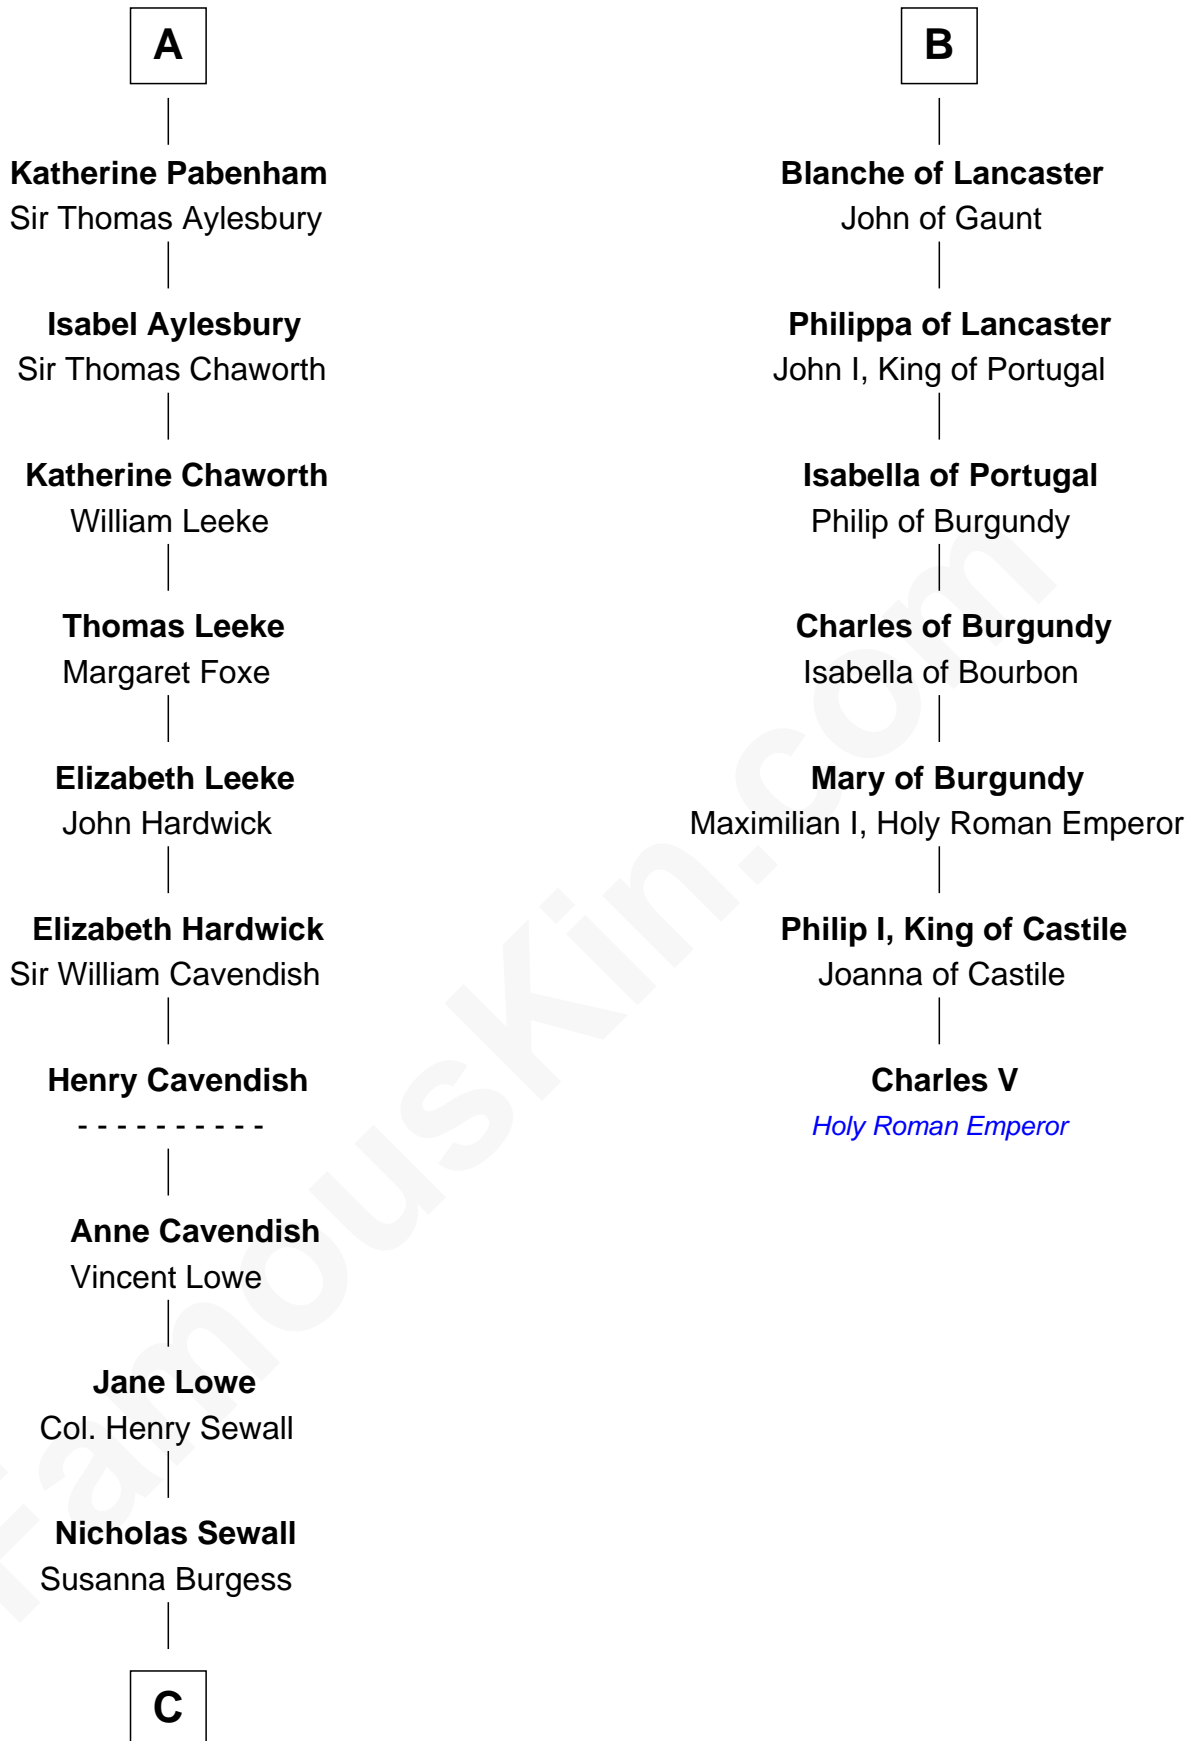 A
Katherine Pabenham
Sir Thomas Aylesbury
Isabel Aylesbury
Sir Thomas Chaworth
Katherine Chaworth
William Leeke
Thomas Leeke
Margaret Foxe
Elizabeth Leeke
John Hardwick
Elizabeth Hardwick
Sir William Cavendish
Henry Cavendish
- - - - - - - - - -
Anne Cavendish
Vincent Lowe
Jane Lowe
Col. Henry Sewall
Nicholas Sewall
Susanna Burgess
C
B
Blanche of Lancaster
John of Gaunt
Philippa of Lancaster
John I, King of Portugal
Isabella of Portugal
Philip of Burgundy
Charles of Burgundy
Isabella of Bourbon
Mary of Burgundy
Maximilian I, Holy Roman Emperor
Philip I, King of Castile
Joanna of Castile
Charles V
Holy Roman Emperor
FamousKin.com